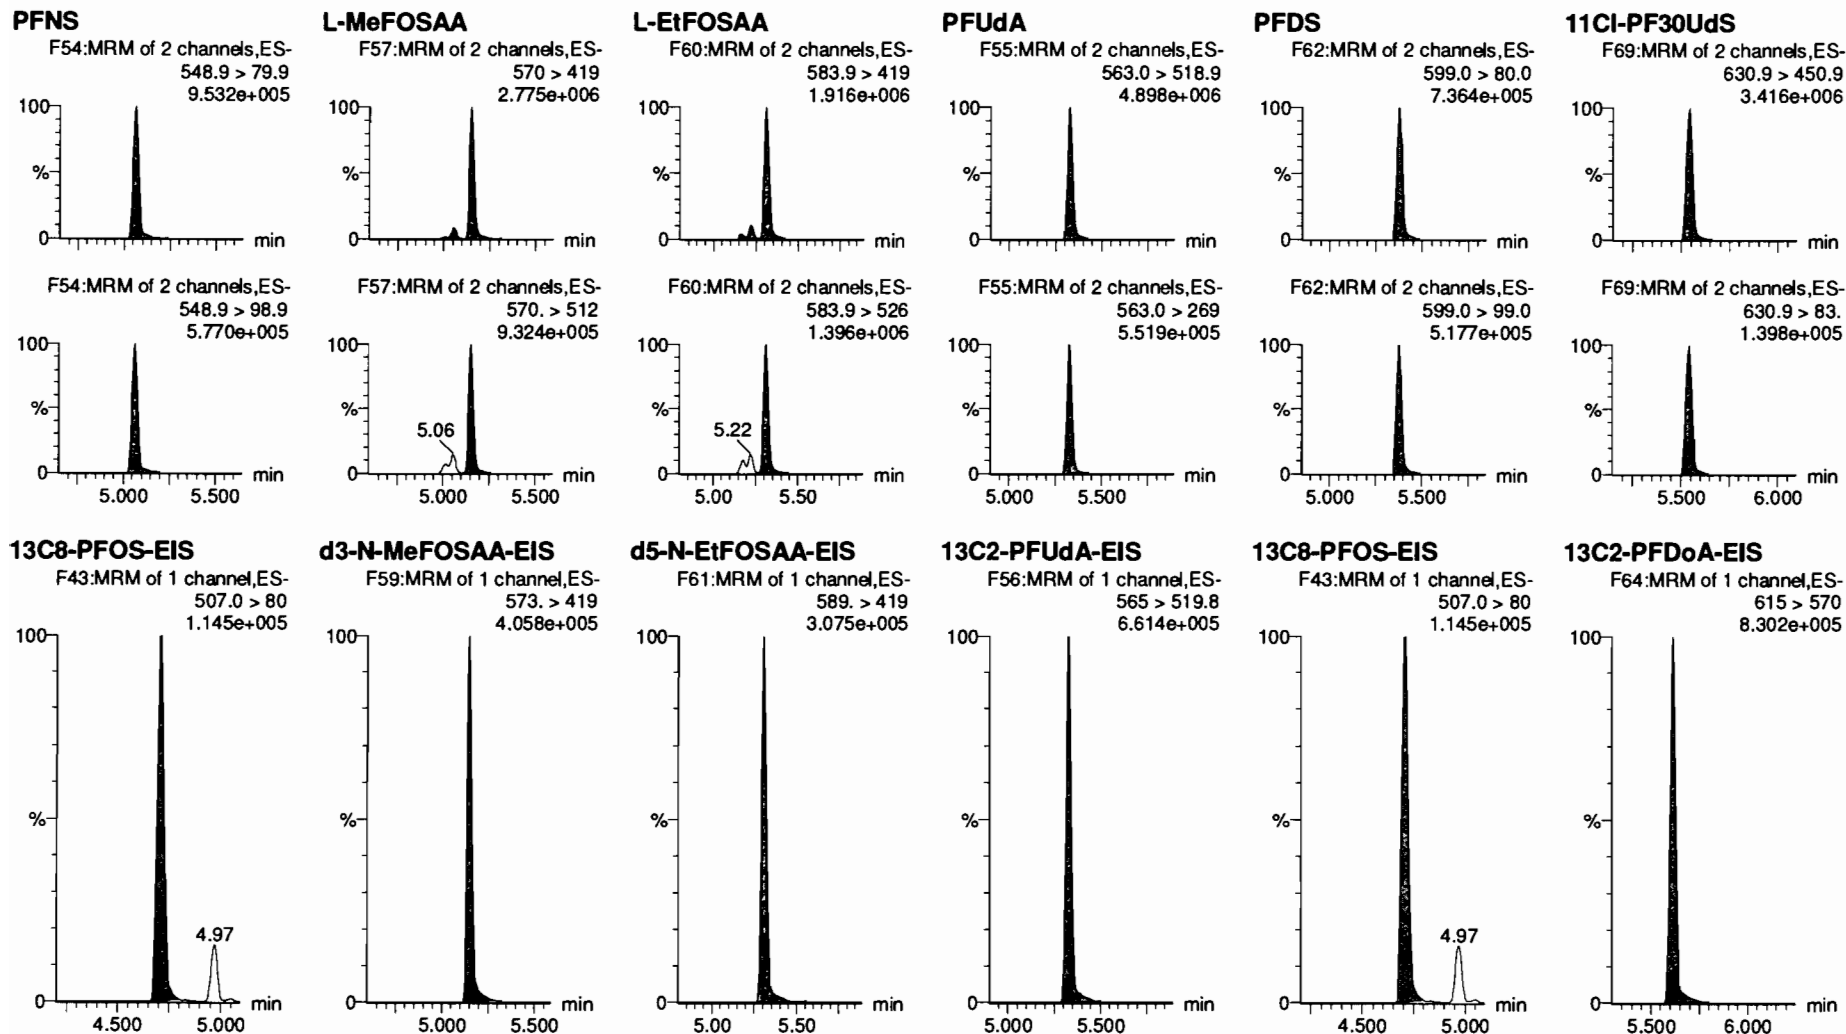 PFNS
F54:MRM of 2 channels,ES-
548.9 > 79.9
9.532e+005
100
%
0
min
F54:MRM of 2 channels,ES-
548.9 > 98.9
5.770e+005
100
%
0
min
5.000 5.500
13C8-PFOS-EIS
F43:MRM of 1 channel,ES-
507.0 > 80
1.145e+005
100
%
4.97
0
min
4.500 5.000
L-MeFOSAA
F57:MRM of 2 channels,ES-
570 > 419
2.775e+006
100
%
0
min
F57:MRM of 2 channels,ES-
570. > 512
9.324e+005
100
%
5.06
0
min
5.000 5.500
d3-N-MeFOSAA-EIS
F59:MRM of 1 channel,ES-
573. > 419
4.058e+005
100
%
0
min
5.000 5.500
L-EtFOSAA
F60:MRM of 2 channels,ES-
583.9 > 419
1.916e+006
100
%
0
min
F60:MRM of 2 channels,ES-
583.9 > 526
1.396e+006
100
%
5.22
0
min
5.00 5.50
d5-N-EtFOSAA-EIS
F61:MRM of 1 channel,ES-
589. > 419
3.075e+005
100
%
0
min
5.00 5.50
PFUdA
F55:MRM of 2 channels,ES-
563.0 > 518.9
4.898e+006
100
%
0
min
F55:MRM of 2 channels,ES-
563.0 > 269
5.519e+005
100
%
0
min
5.000 5.500
13C2-PFUdA-EIS
F56:MRM of 1 channel,ES-
565 > 519.8
6.614e+005
100
%
0
min
5.000 5.500
PFDS
F62:MRM of 2 channels,ES-
599.0 > 80.0
7.364e+005
100
%
0
min
F62:MRM of 2 channels,ES-
599.0 > 99.0
5.177e+005
100
%
0
min
5.000 5.500
13C8-PFOS-EIS
F43:MRM of 1 channel,ES-
507.0 > 80
1.145e+005
100
%
4.97
0
min
4.500 5.000
11Cl-PF30UdS
F69:MRM of 2 channels,ES-
630.9 > 450.9
3.416e+006
100
%
0
min
F69:MRM of 2 channels,ES-
630.9 > 83.
1.398e+005
100
%
0
min
5.500 6.000
13C2-PFDoA-EIS
F64:MRM of 1 channel,ES-
615 > 570
8.302e+005
100
%
0
min
5.500 6.000